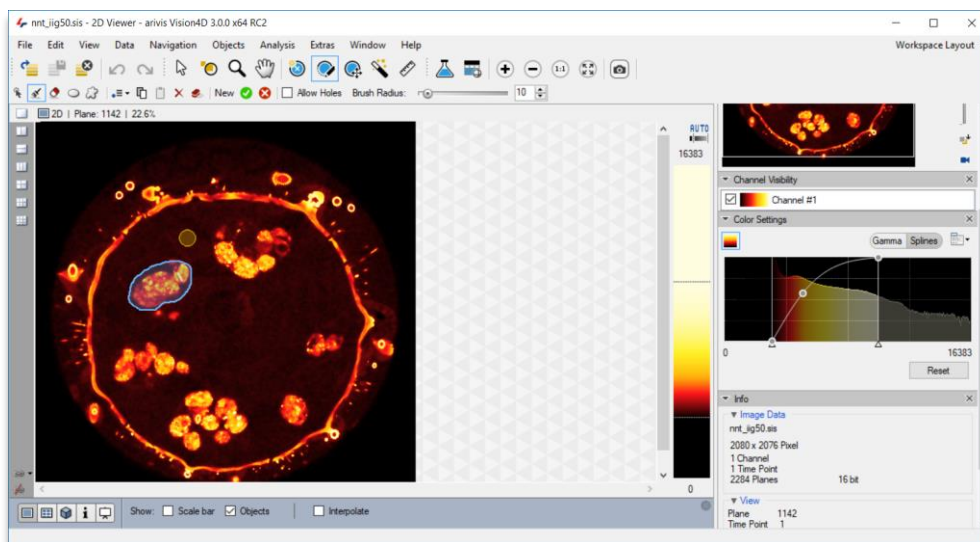 nnt_iig50.sis - 2D Viewer - arivis Vision4D 3.0.0 x64 RC2
File Edit View Data Navigation Objects Analysis Extras Window Help Workspace Layout
1:1
New Allow Holes Brush Radius: 10
2D | Plane: 1142 | 22.6%
AUTO
16383
Channel Visibility
Channel #1
Color Settings
Gamma Splines
0 16383
Reset
Info
Image Data
nnt_iig50.sis
2080 x 2076 Pixel
1 Channel
1 Time Point
2284 Planes 16 bit
View
Plane 1142
Time Point 1
0
Show: Scale bar Objects Interpolate